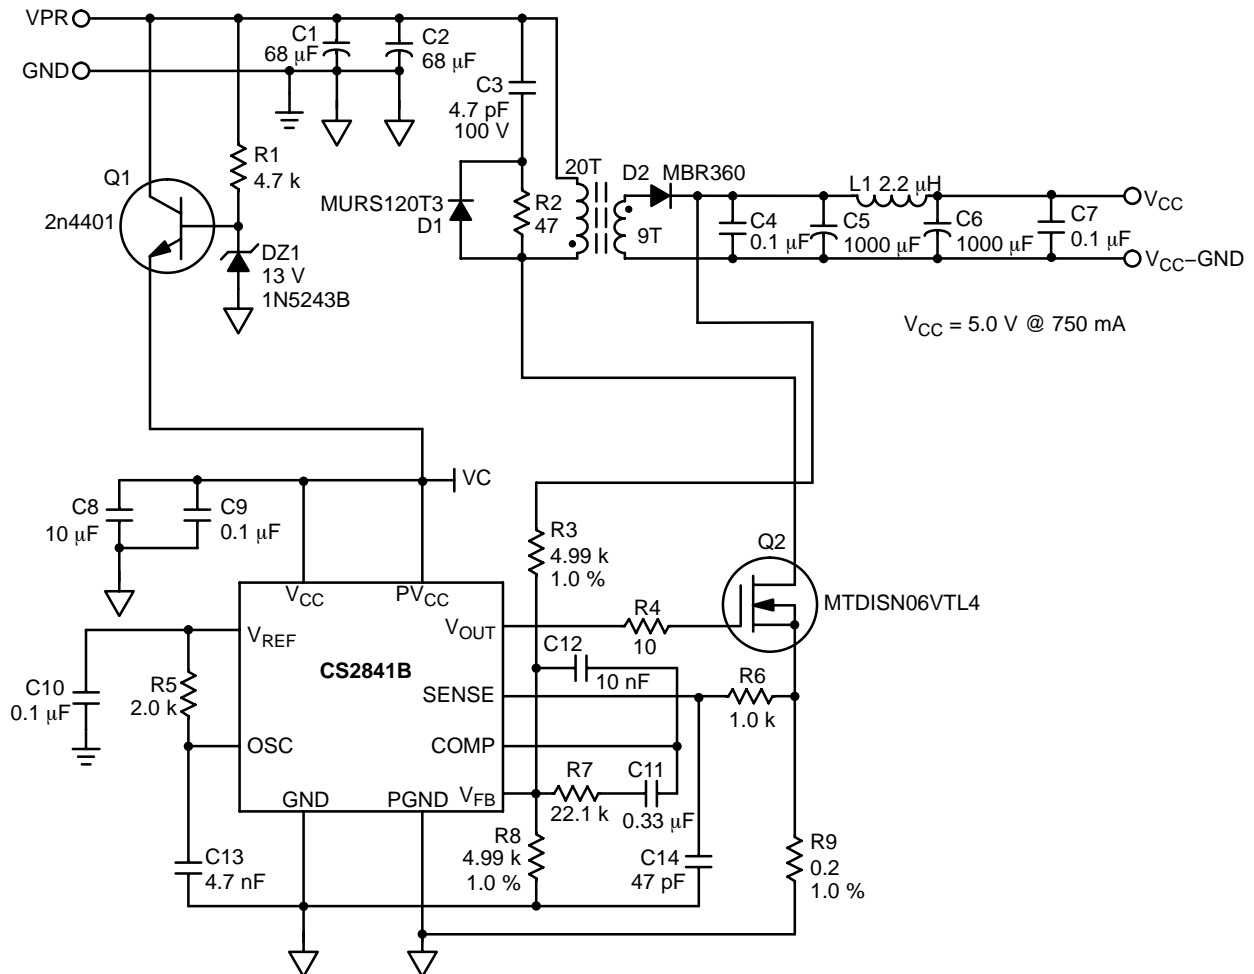 VPR
GND
C1
68 μF
C2
68 μF
C3
4.7 pF
100 V
R1
4.7 k
Q1
2n4401
DZ1
13 V
1N5243B
MURS120T3
D1
R2
47
20T
9T
D2 MBR360
C4
0.1 μF
C5
1000 μF
L1 2.2 μH
C6
1000 μF
C7
0.1 μF
VCC
VCC–GND
VCC = 5.0 V @ 750 mA
VC
C8
10 μF
C9
0.1 μF
R3
4.99 k
1.0 %
Q2
MTDISN06VTL4
VCC
PVCC
VREF
VOUT
CS2841B
SENSE
OSC
COMP
GND
PGND
VFB
R4
10
C12
10 nF
R6
1.0 k
C10
0.1 μF
R5
2.0 k
R7
22.1 k
C11
0.33 μF
R8
4.99 k
1.0 %
C14
47 pF
R9
0.2
1.0 %
C13
4.7 nF